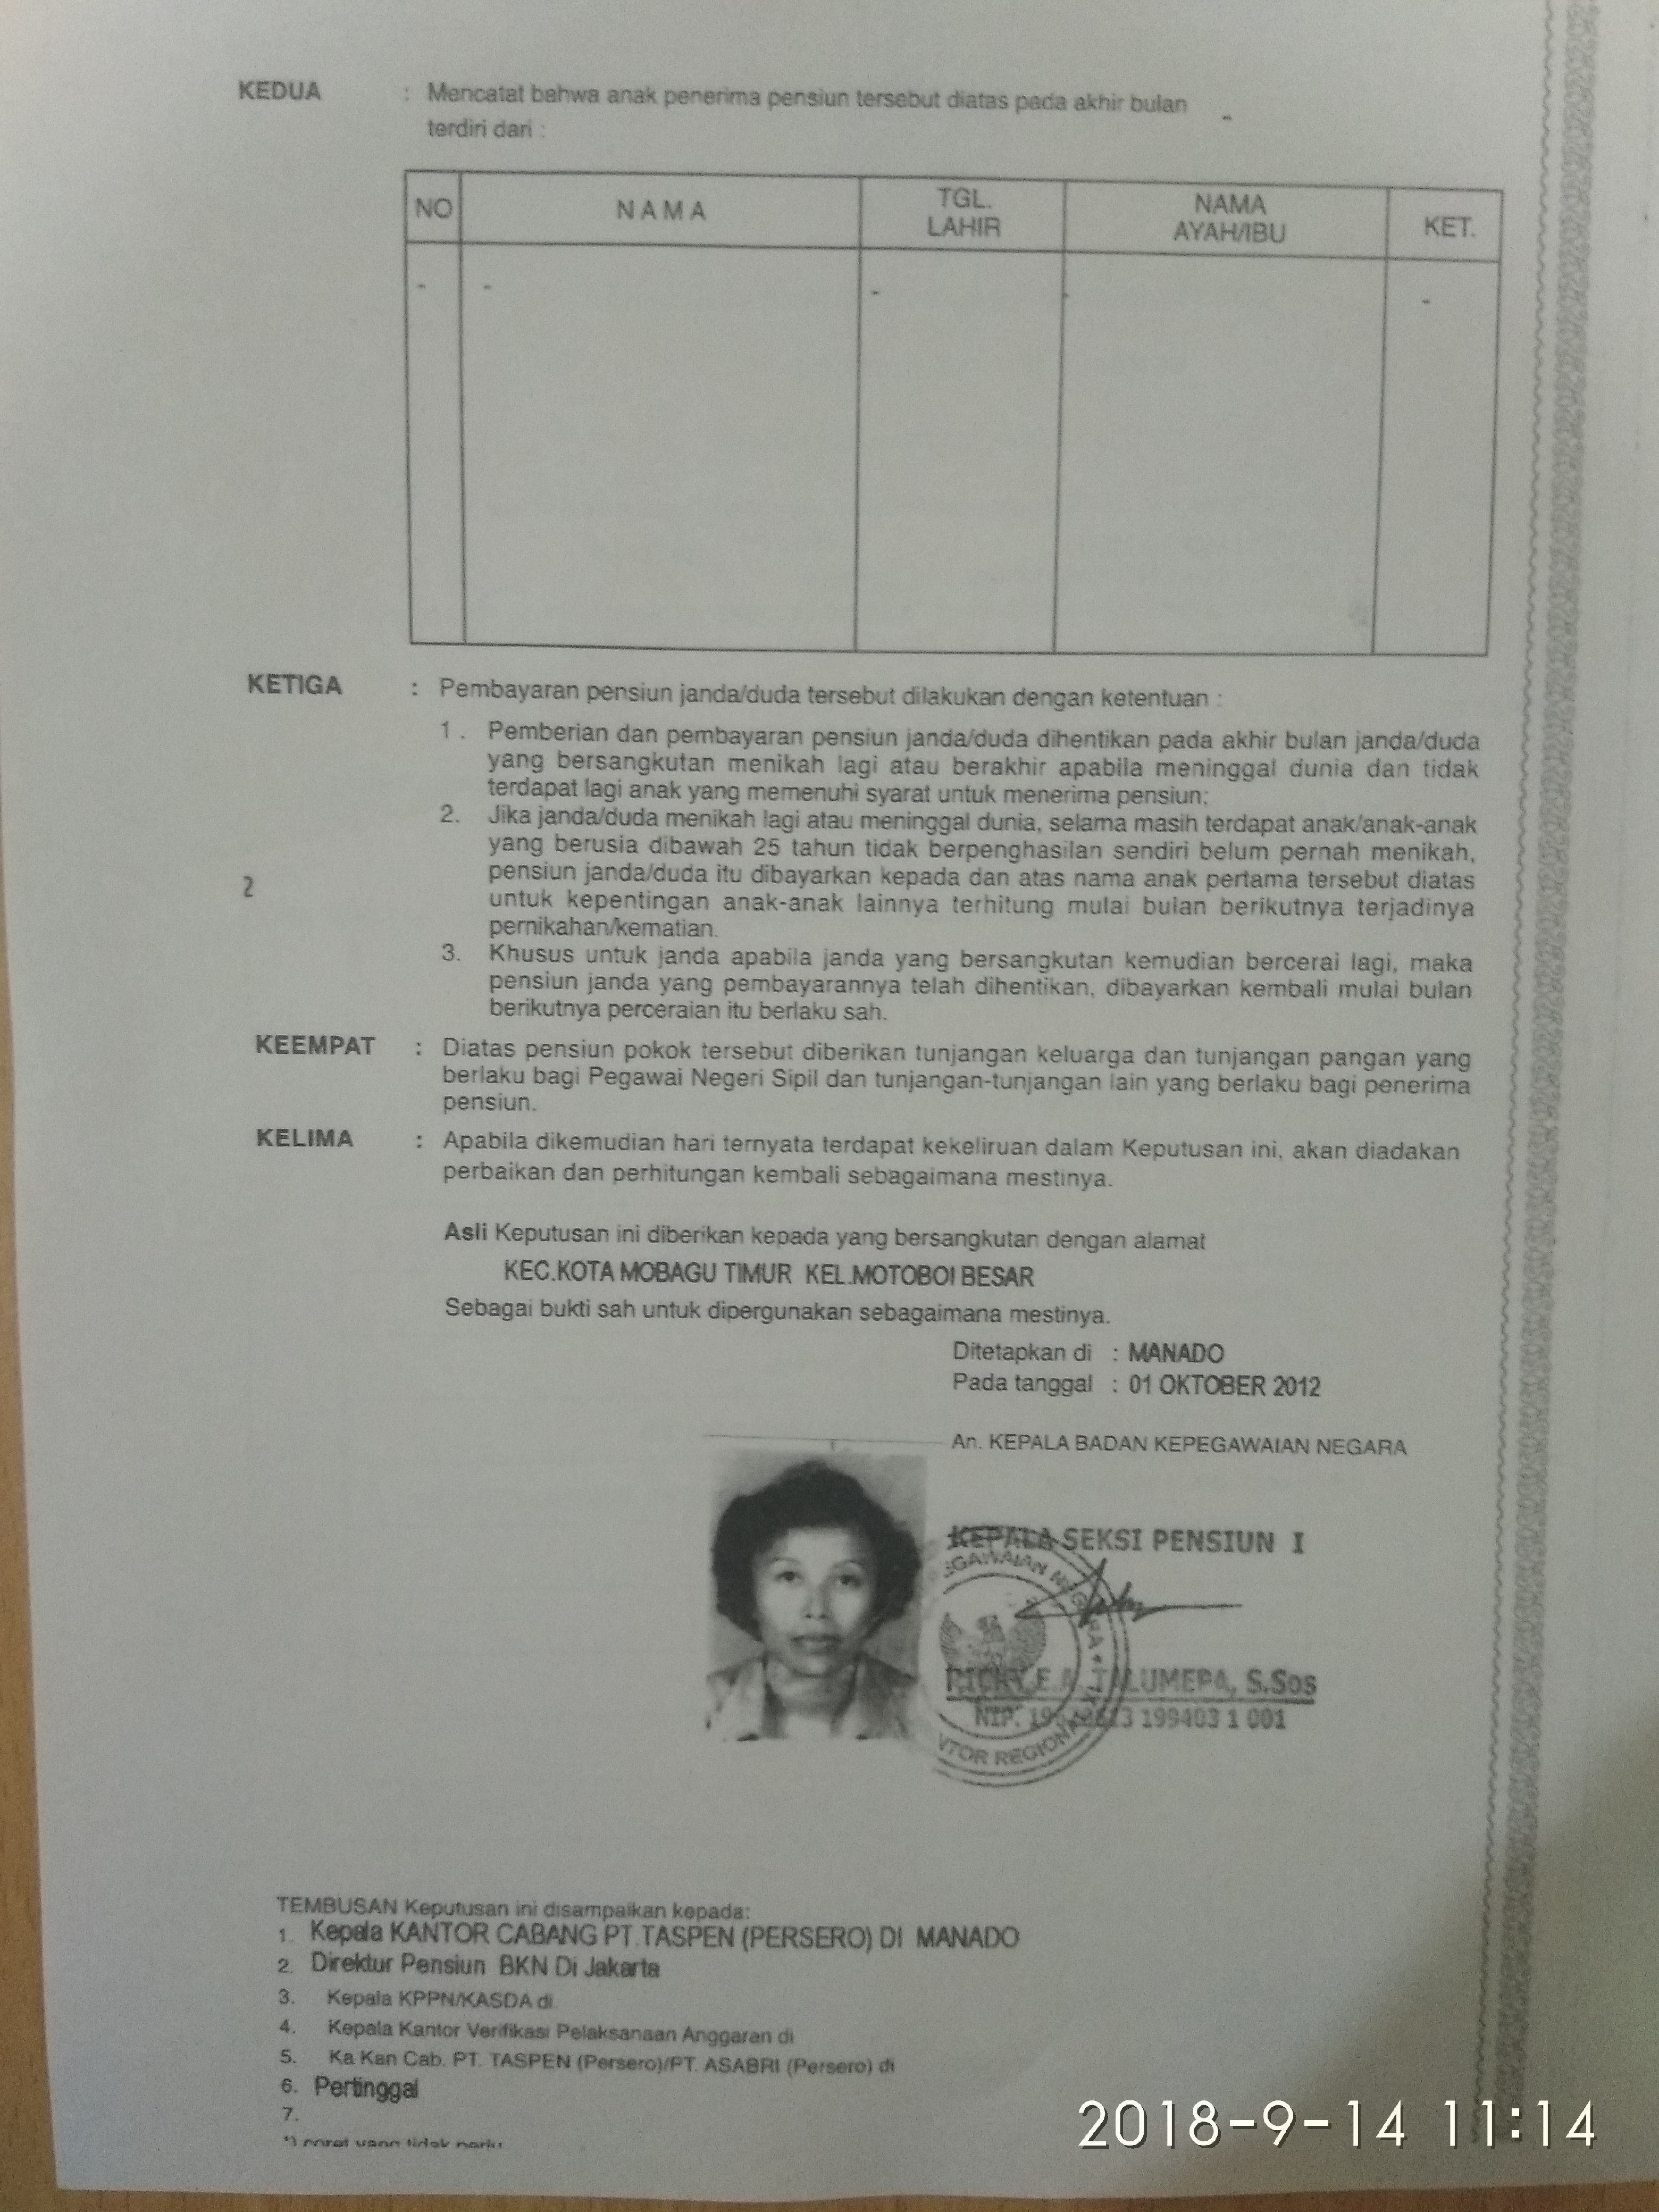 KEDUA : Mencatat bahwa anak penerima pensiun tersebut diatas pada akhir bulan -
terdiri dari :
NO NAMA TGL. LAHIR NAMA AYAH/IBU KET.
- - - - -
KETIGA : Pembayaran pensiun janda/duda tersebut dilakukan dengan ketentuan :
1. Pemberian dan pembayaran pensiun janda/duda dihentikan pada akhir bulan janda/duda
yang bersangkutan menikah lagi atau berakhir apabila meninggal dunia dan tidak
terdapat lagi anak yang memenuhi syarat untuk menerima pensiun;
2. Jika janda/duda menikah lagi atau meninggal dunia, selama masih terdapat anak/anak-anak
yang berusia dibawah 25 tahun tidak berpenghasilan sendiri belum pernah menikah,
pensiun janda/duda itu dibayarkan kepada dan atas nama anak pertama tersebut diatas
2
untuk kepentingan anak-anak lainnya terhitung mulai bulan berikutnya terjadinya
pernikahan/kematian.
3. Khusus untuk janda apabila janda yang bersangkutan kemudian bercerai lagi, maka
pensiun janda yang pembayarannya telah dihentikan, dibayarkan kembali mulai bulan
berikutnya perceraian itu berlaku sah.
KEEMPAT : Diatas pensiun pokok tersebut diberikan tunjangan keluarga dan tunjangan pangan yang
berlaku bagi Pegawai Negeri Sipil dan tunjangan-tunjangan lain yang berlaku bagi penerima
pensiun.
KELIMA : Apabila dikemudian hari ternyata terdapat kekeliruan dalam Keputusan ini, akan diadakan
perbaikan dan perhitungan kembali sebagaimana mestinya.
Asli Keputusan ini diberikan kepada yang bersangkutan dengan alamat
KEC.KOTA MOBAGU TIMUR KEL.MOTOBOI BESAR
Sebagai bukti sah untuk dipergunakan sebagaimana mestinya.
Ditetapkan di : MANADO
Pada tanggal : 01 OKTOBER 2012
An. KEPALA BADAN KEPEGAWAIAN NEGARA
KEPALA SEKSI PENSIUN I
GAWAIAN NEGARA
E.A. TALUMEPA, S.Sos
NIP. 199403 1 001
NTOR REGIONAL
TEMBUSAN Keputusan ini disampaikan kepada:
1. Kepala KANTOR CABANG PT.TASPEN (PERSERO) DI MANADO
2. Direktur Pensiun BKN Di Jakarta
3. Kepala KPPN/KASDA di
4. Kepala Kantor Verifikasi Pelaksanaan Anggaran di
5. Ka Kan Cab. PT. TASPEN (Persero)/PT. ASABRI (Persero) di
6. Pertinggal
7.
*) coret yang tidak perlu
2018-9-14 11:14